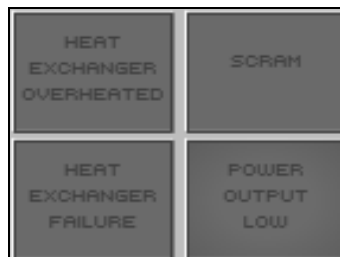 HEAT
EXCHANGER
OVERHEATED
SCRAM
HEAT
EXCHANGER
FAILURE
POWER
OUTPUT
LOW